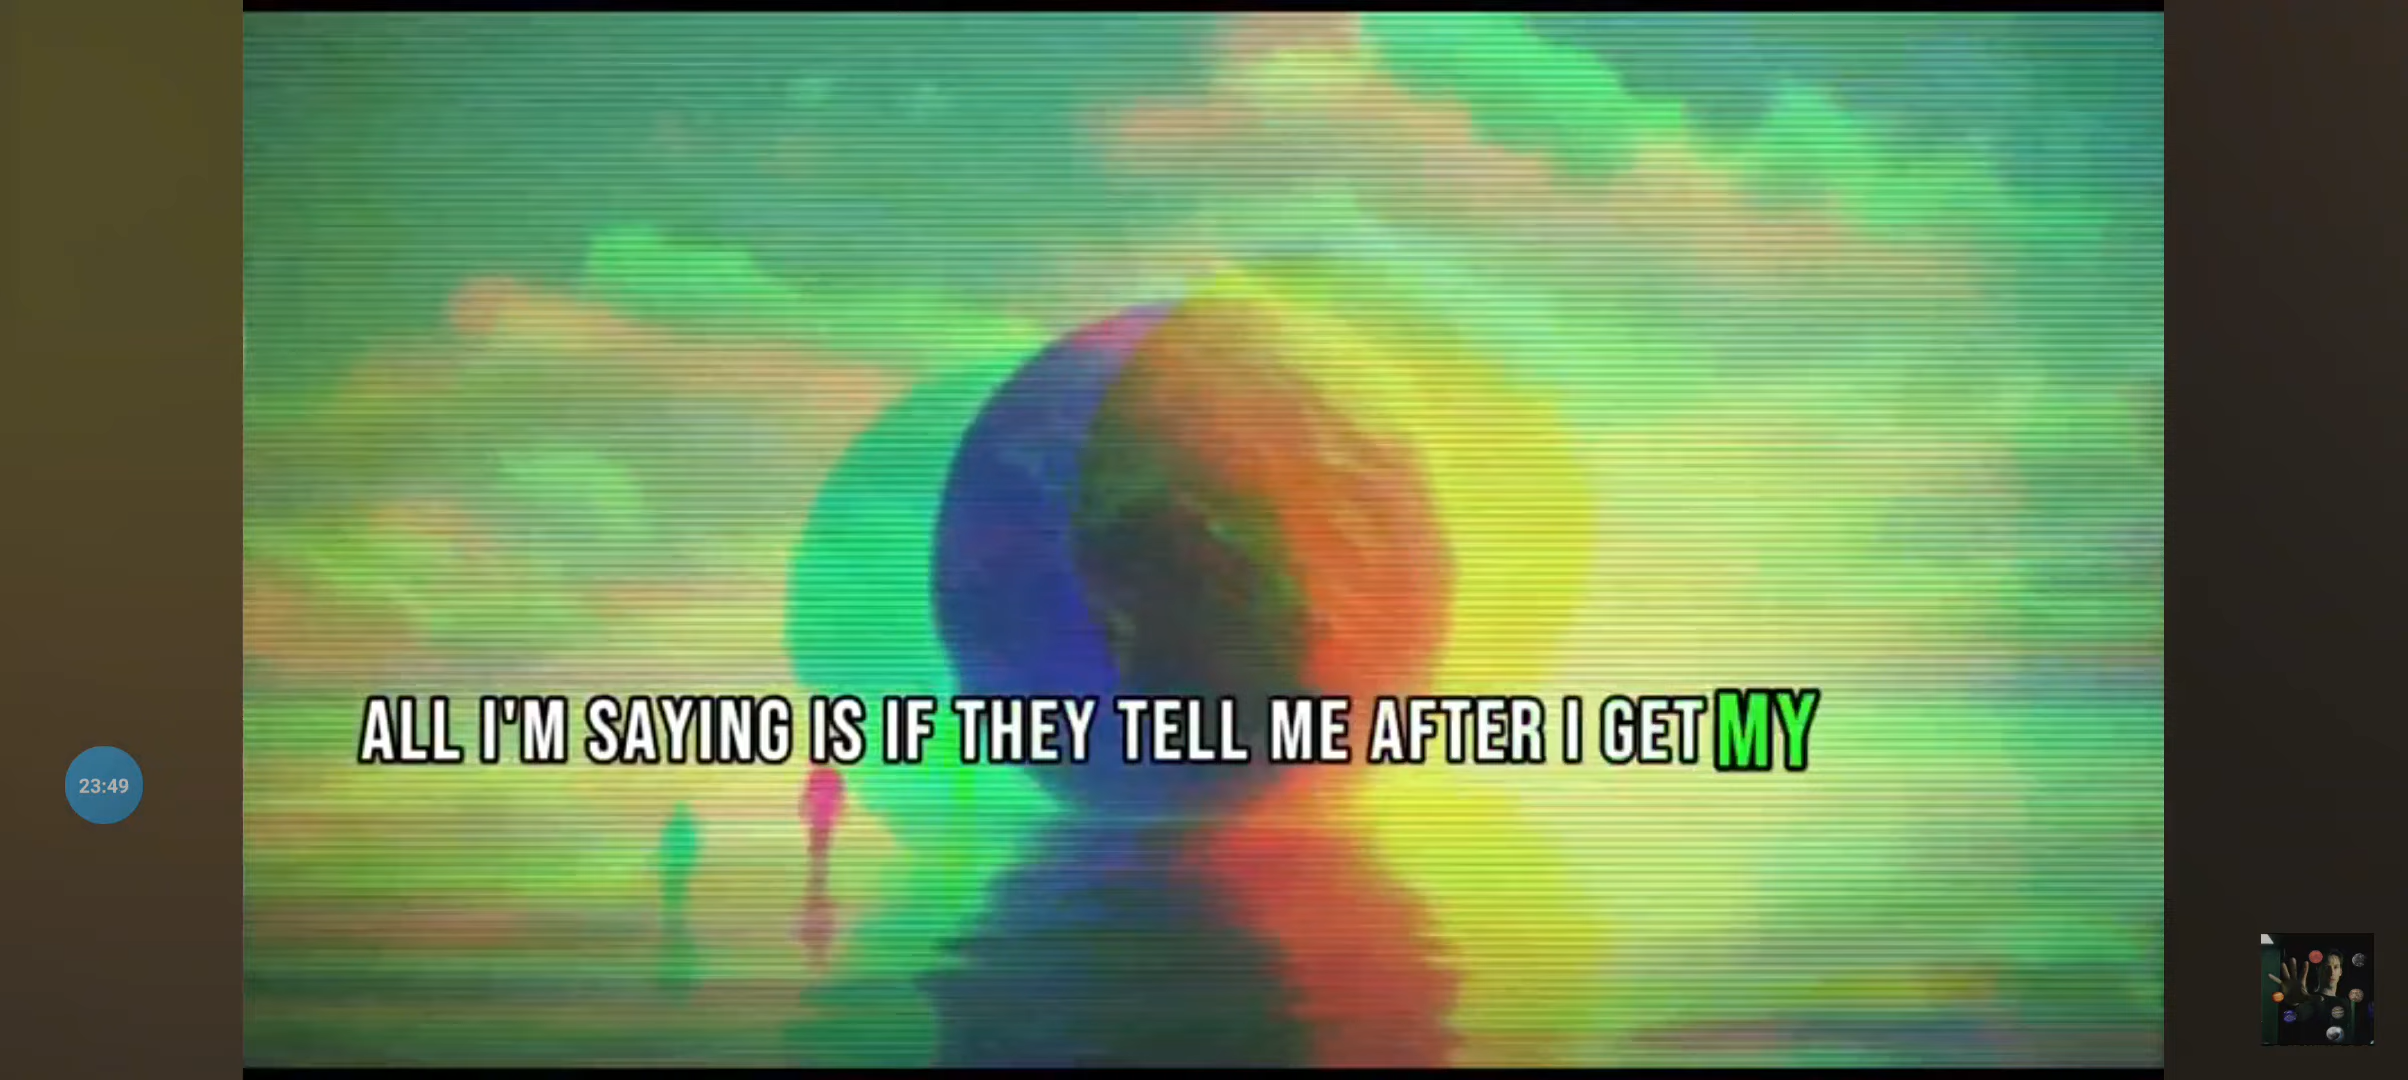 ALL I'M SAYING IS IF THEY TELL ME AFTER I GET MY
23:49